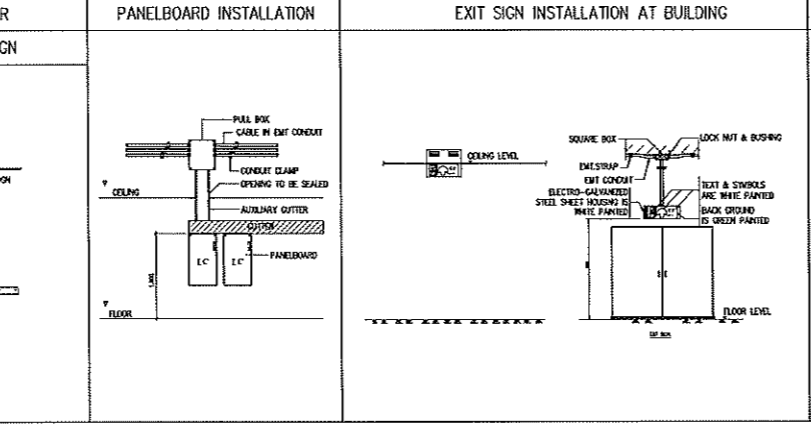 R
GN
PANELBOARD INSTALLATION
PULL BOX
CABLE IN EMT CONDUIT
CONDUIT CLAMP
OPENING TO BE SEALED
CEILING
AUXILIARY GUTTER
GUTTER
LC
LC
PANELBOARD
FLOOR
EXIT SIGN INSTALLATION AT BUILDING
CEILING LEVEL
SQUARE BOX
LOCK NUT & BUSHING
EMT.STRAP
EMT CONDUIT
ELECTRO-GALVANIZED
STEEL SHEET HOUSING IS
WHITE PAINTED
TEXT & SYMBOLS
ARE WHITE PAINTED
BACK GROUND
IS GREEN PAINTED
FLOOR LEVEL